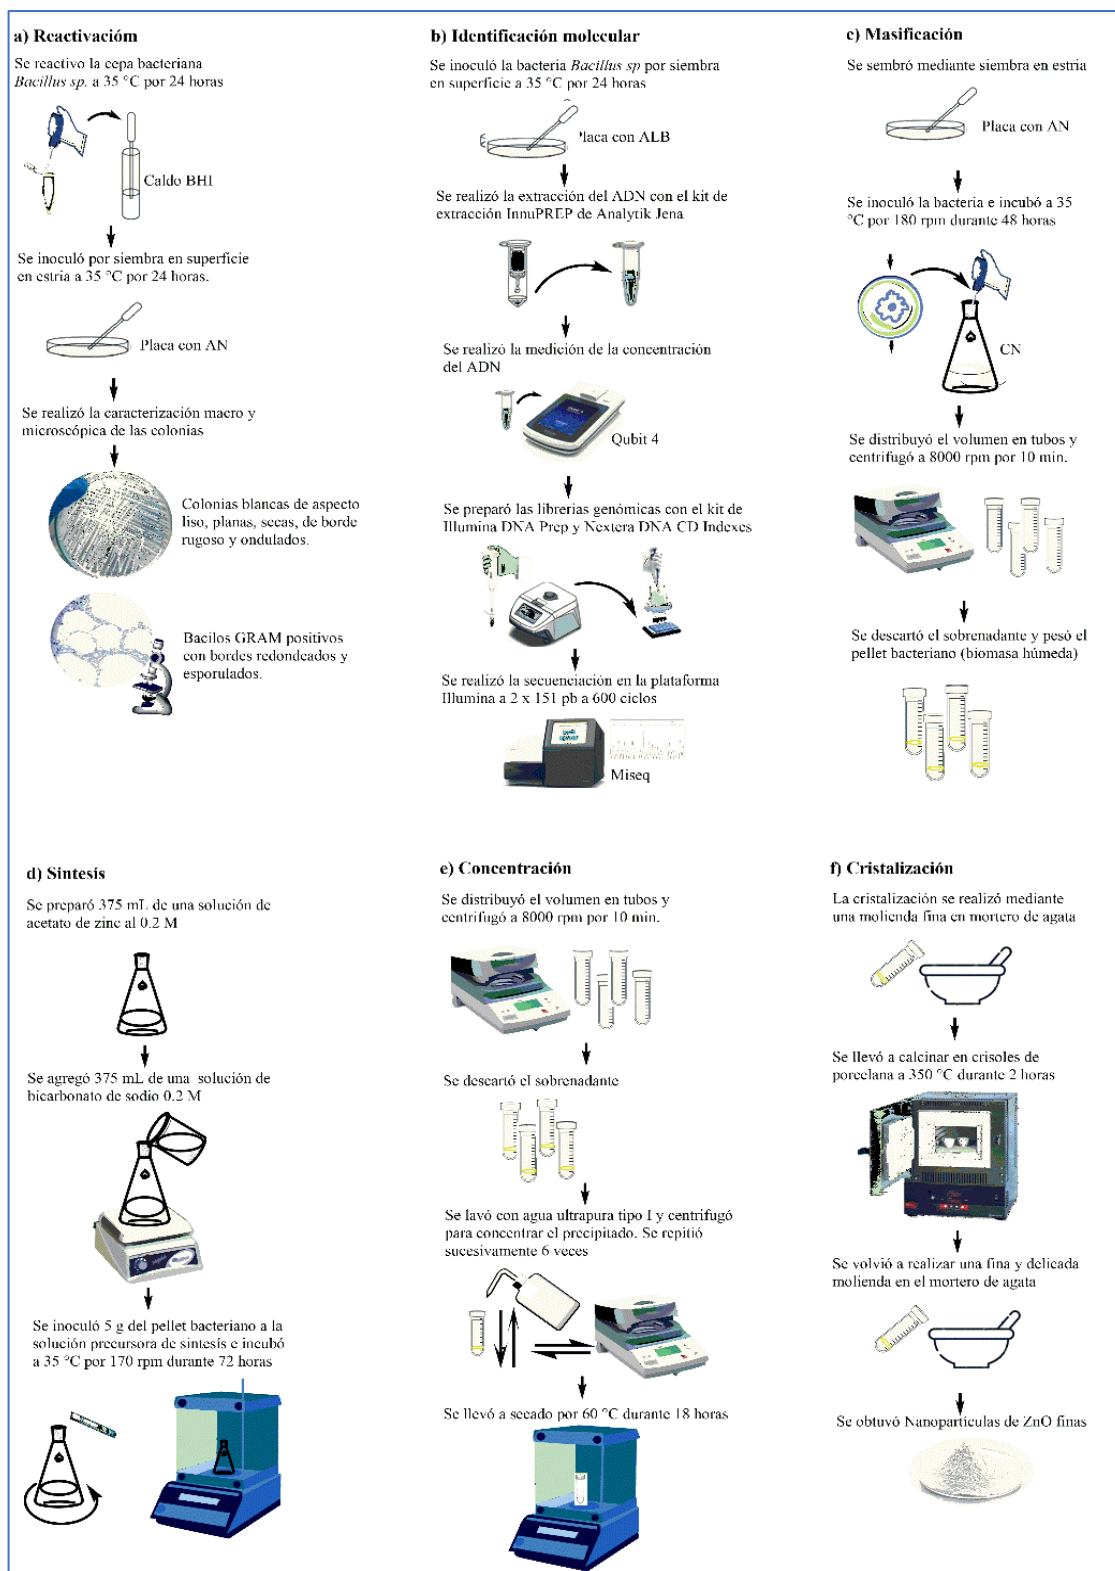 a) Reactivacióm
Se reactivo la cepa bacteriana
Bacillus sp. a 35 °C por 24 horas
Caldo BHI
Se inoculó por siembra en superficie
en estría a 35 °C por 24 horas.
Placa con AN
Se realizó la caracterización macro y
microscópica de las colonías
Colonias blancas de aspecto
liso, planas, secas, de borde
rugoso y ondulados.
Bacilos GRAM positivos
con bordes redondeados y
esporulados.
b) Identificación molecular
Se inoculó la bacteria Bacillus sp por siembra
en superficie a 35 °C por 24 horas
Placa con ALB
Se realizó la extracción del ADN con el kit de
extracción InnuPREP de Analytik Jena
Se realizó la medición de la concentración
del ADN
Qubit 4
Se preparó las librerias genómicas con el kit de
Illumina DNA Prep y Nextera DNA CD Indexes
Se realizó la secuenciación en la plataforma
Illumina a 2 x 151 pb a 600 ciclos
Miseq
c) Masificación
Se sembró mediante siembra en estria
Placa con AN
Se inoculó la bacteria e incubó a 35
°C por 180 rpm durante 48 horas
CN
Se distribuyó el volumen en tubos y
centrifugó a 8000 rpm por 10 min.
Se descartó el sobrenadante y pesó el
pellet bacteriano (biomasa húmeda)
d) Sintesís
Se preparó 375 mL de una solución de
acetato de zinc al 0.2 M
Se agregó 375 mL de una solución de
bicarbonato de sodio 0.2 M
Se inoculó 5 g del pellet bacteriano a la
solución precursora de sintesis e incubó
a 35 °C por 170 rpm durante 72 horas
e) Concentración
Se distribuyó el volumen en tubos y
centrifugó a 8000 rpm por 10 min.
Se descartó el sobrenadante
Se lavó con agua ultrapura tipo I y centrifugó
para concentrar el precipitado. Se repitió
sucesivamente 6 veces
Se llevó a secado por 60 °C durante 18 horas
f) Cristalización
La cristalización se realizó mediante
una molienda fina en mortero de agata
Se llevó a calcinar en crisoles de
porcelana a 350 °C durante 2 horas
Se volvió a realizar una fina y delicada
molienda en el mortero de agata
Se obtuvó Nanopartículas de ZnO finas